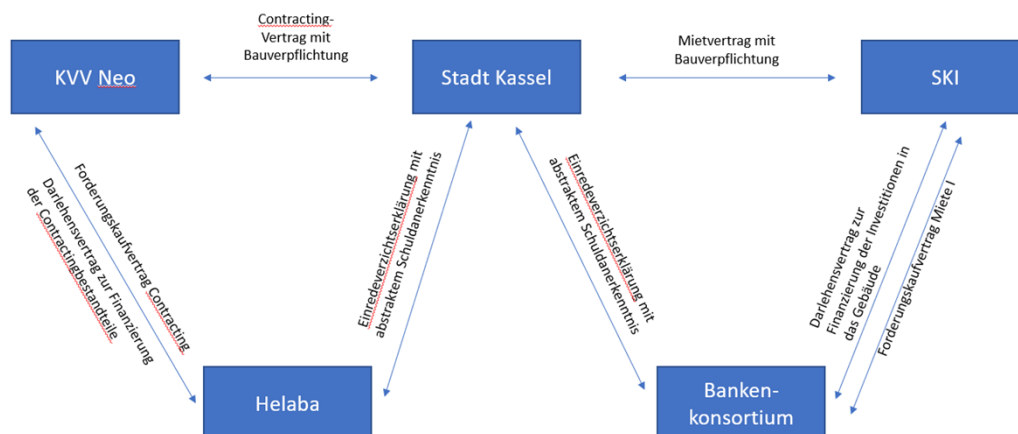 Contracting-
Vertrag mit
Bauverpflichtung
Mietvertrag mit
Bauverpflichtung
KVV Neo
Stadt Kassel
SKI
Forderungskaufvertrag Contracting
Darlehensvertrag zur Finanzierung
der Contractingbestandteile
Einredeverzichtserklärung mit
abstraktem Schuldanerkenntnis
Einredeverzichtserklärung mit
abstraktem Schuldanerkenntnis
Darlehensvertrag zur
Finanzierung der Investitionen in
das Gebäude
Forderungskaufvertrag Miete I
Helaba
Banken-
konsortium